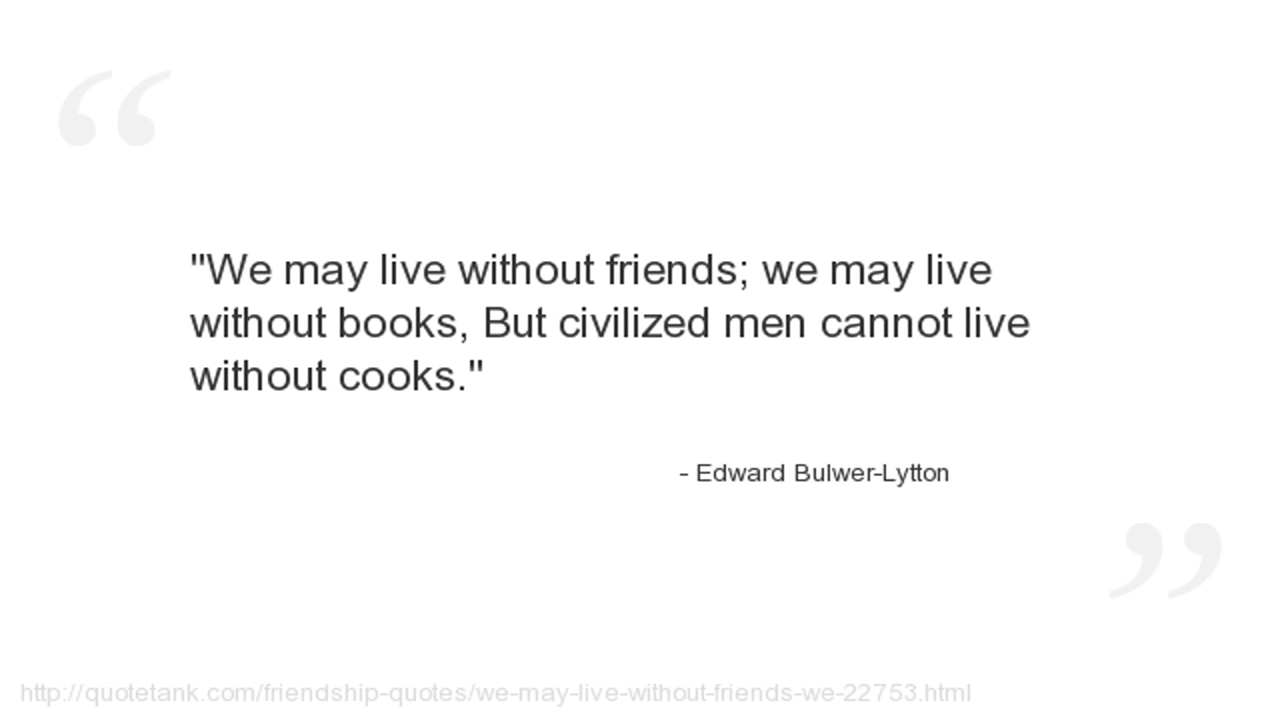 "We may live without friends; we may live
without books, But civilized men cannot live
without cooks."
- Edward Bulwer-Lytton
http://quotetank.com/friendship-quotes/we-may-live-without-friends-we-22753.html